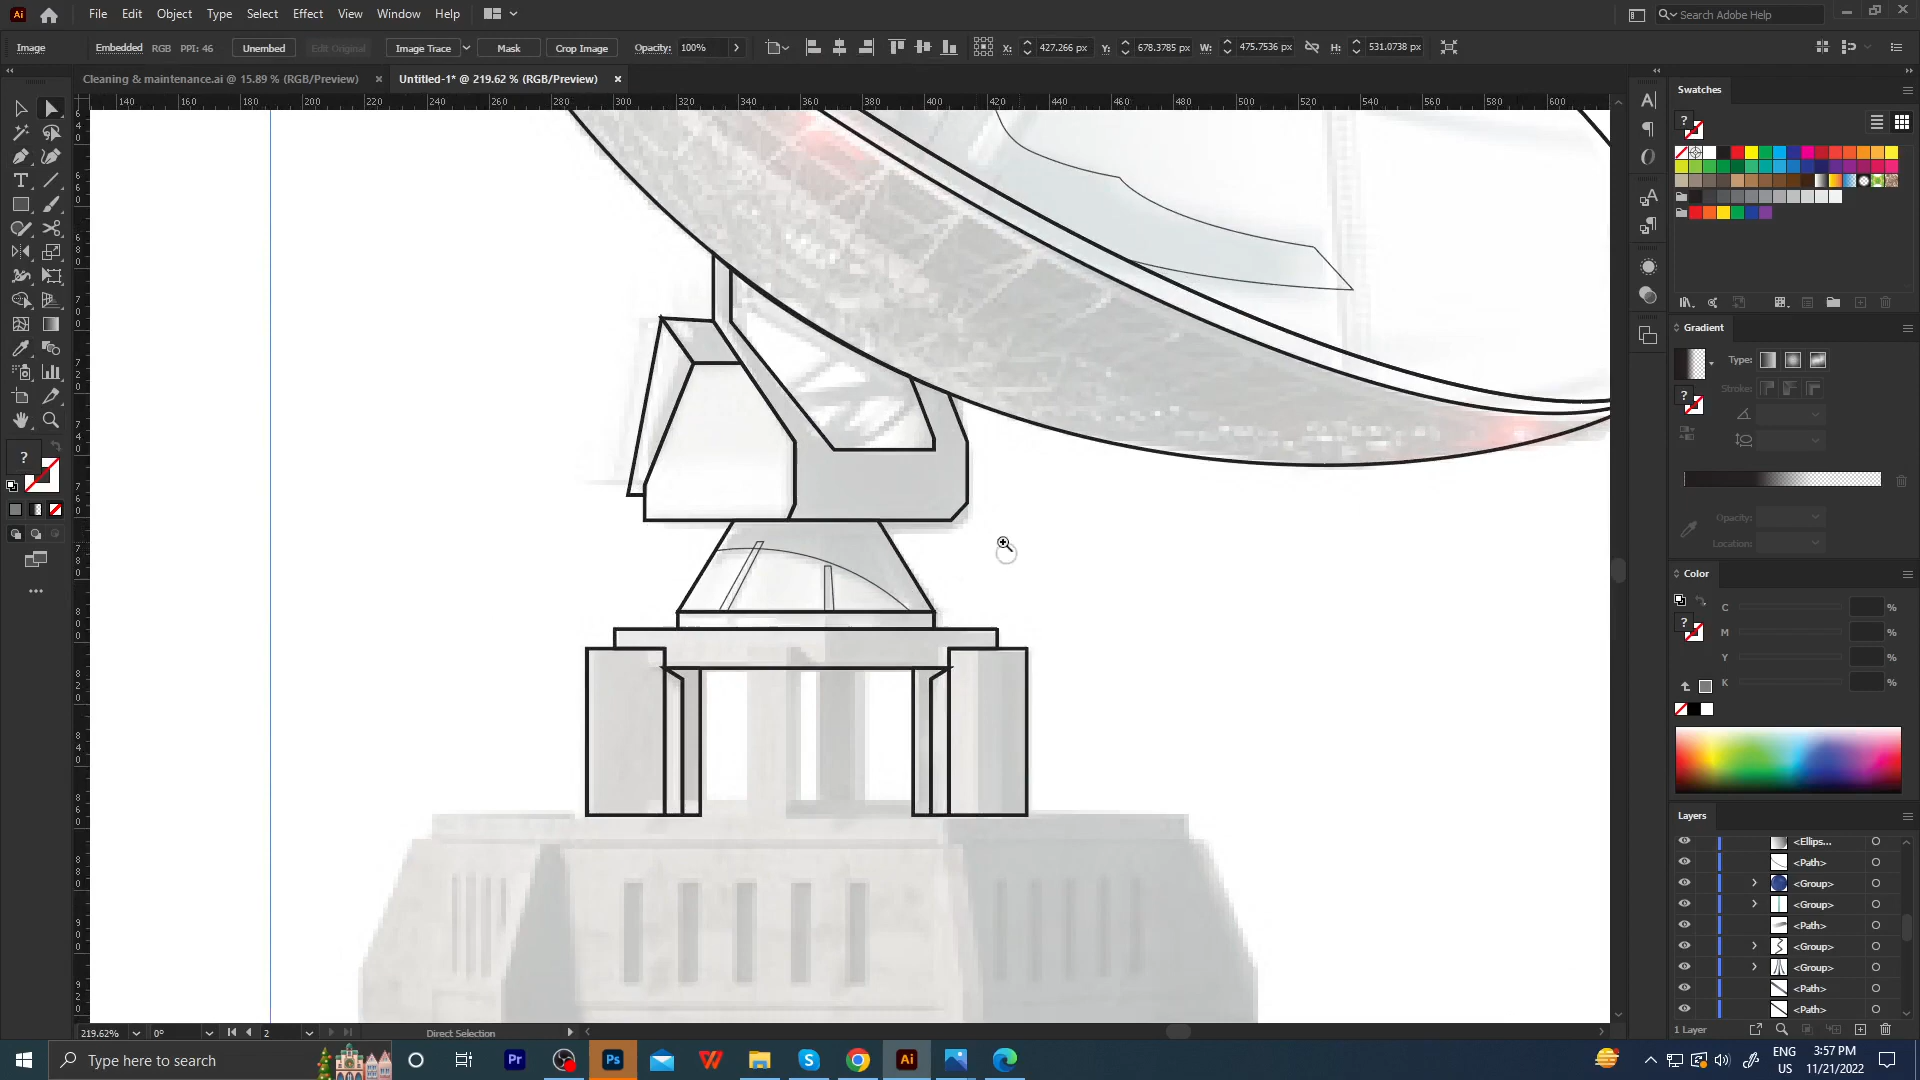 Ai
File
Edit
Object
Type
Select
Effect
View
Window
Help
Search Adobe Help
Image
Embedded
RGB
PPI: 46
Unembed
Edit Original
Image Trace
Mask
Crop Image
Opacity:
100%
X:
427.266 px
Y:
678.3785 px
W:
475.7536 px
H:
531.0738 px
Cleaning & maintenance.ai @ 15.89 % (RGB/Preview)
Untitled-1* @ 219.62 % (RGB/Preview)
140 160 180 200 220 240 260 280 300 320 340 360 380 400 420 440 460 480 500 520 540 560 580 600
Swatches
Gradient
Type:
Stroke:
Opacity:
Location:
Color
C %
M %
Y %
K %
Layers
<Ellips...
<Path>
<Group>
<Group>
<Path>
<Group>
<Group>
<Path>
<Path>
1 Layer
219.62%
0°
2
Direct Selection
Type here to search
Pr
Ps
Ai
ENG
US
3:57 PM
11/21/2022